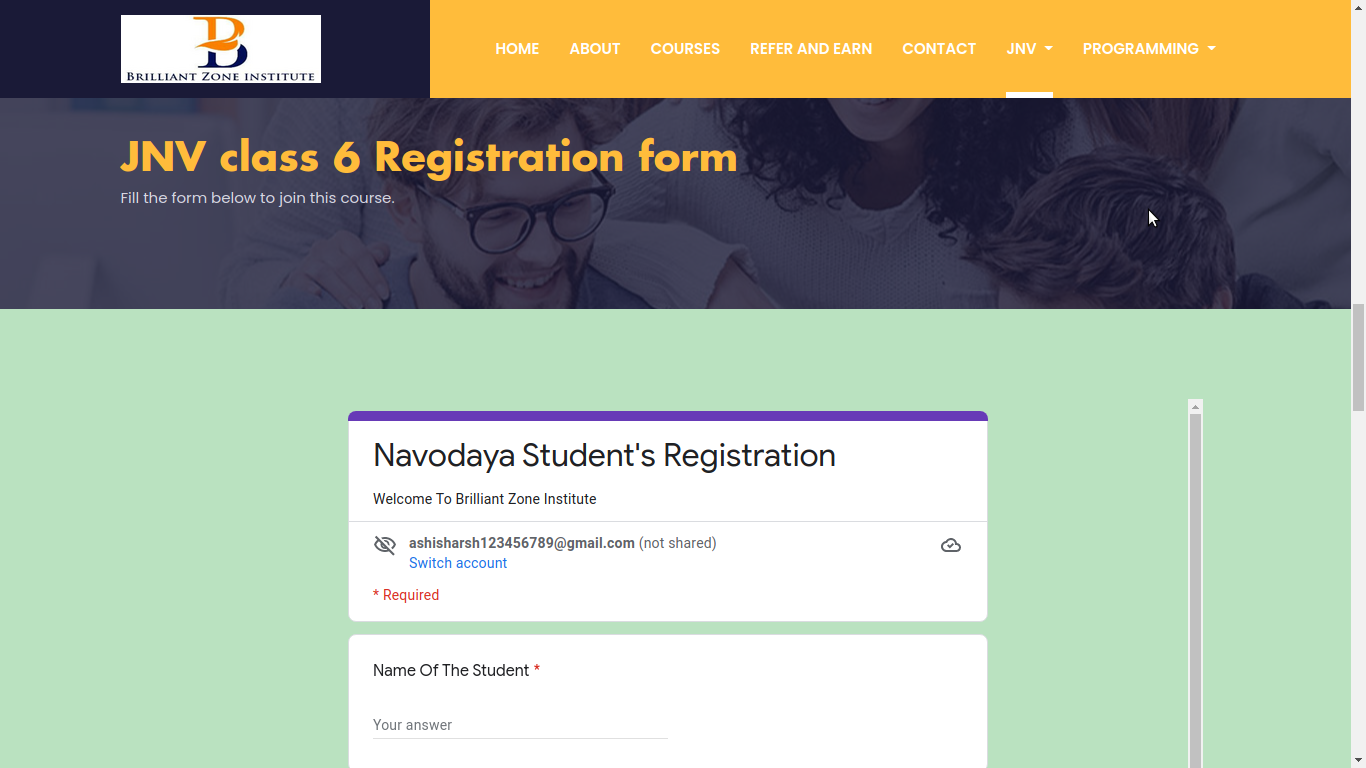 BRILLIANT ZONE INSTITUTE
HOME ABOUT COURSES REFER AND EARN CONTACT JNV PROGRAMMING
JNV class 6 Registration form
Fill the form below to join this course.
Navodaya Student's Registration
Welcome To Brilliant Zone Institute
ashisharsh123456789@gmail.com (not shared)
Switch account
* Required
Name Of The Student *
Your answer